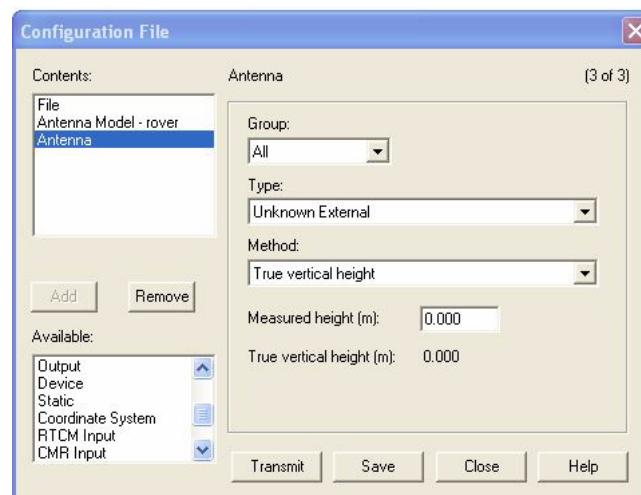 Configuration File
Contents:
File
Antenna Model - rover
Antenna
Add
Remove
Available:
Output
Device
Static
Coordinate System
RTCM Input
CMR Input
Antenna
(3 of 3)
Group:
All
Type:
Unknown External
Method:
True vertical height
Measured height (m): 0.000
True vertical height (m): 0.000
Transmit
Save
Close
Help